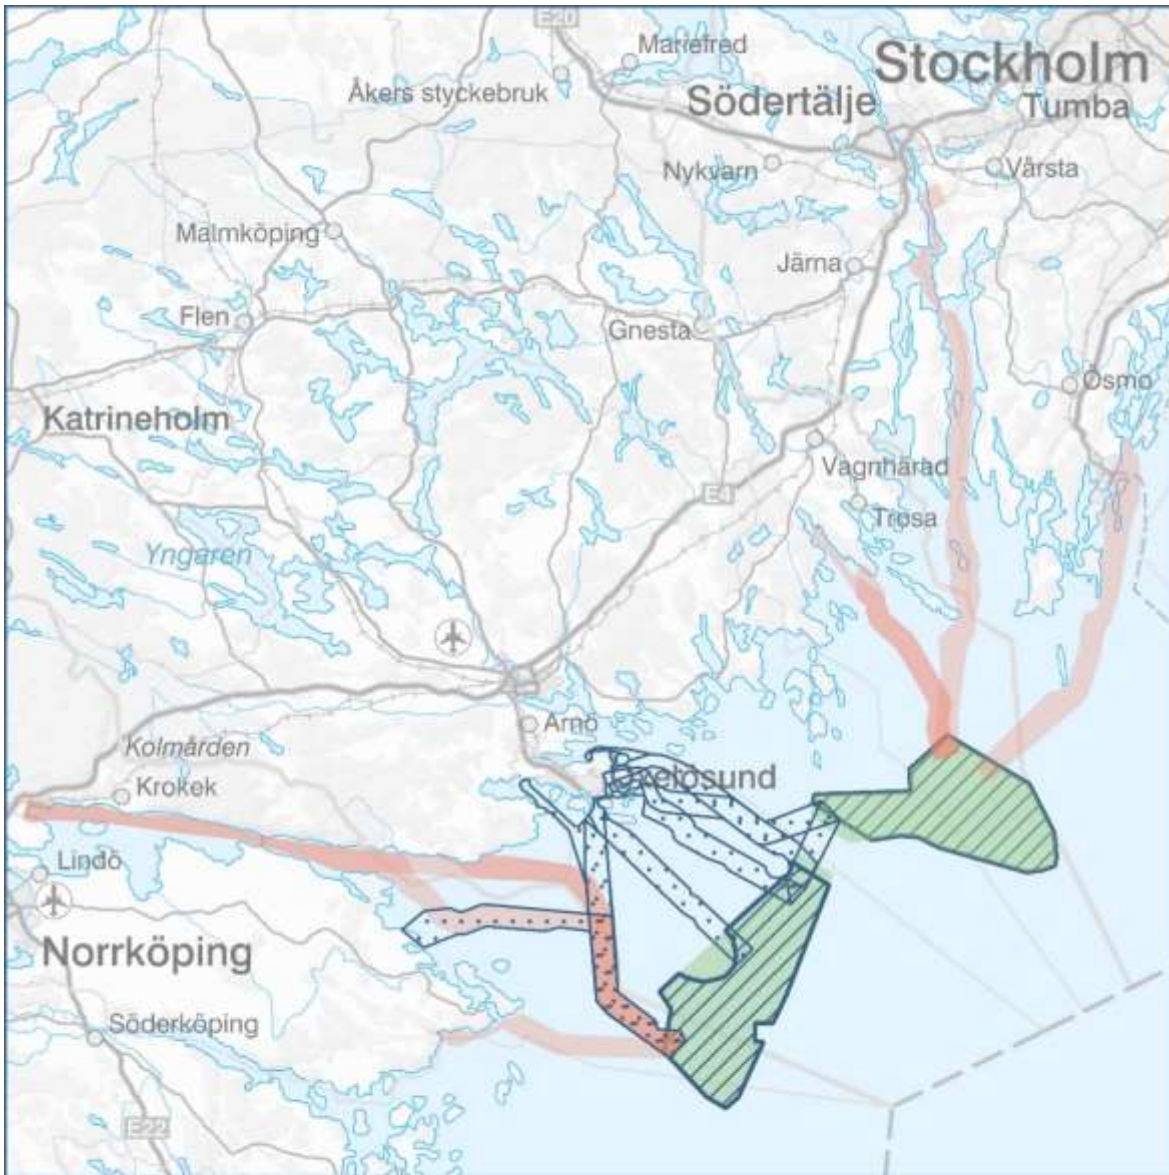 E20
Mariefred
Stockholm
Åkers styckebruk
Södertälje
Tumba
Nykvarn
Vårsta
Malmköping
Järna
Flen
Gnesta
Ösmo
Katrineholm
Vagnhärad
E4
Trosa
Yngaren
Arnö
Kolmården
Oxelösund
Krokek
Lindö
Norrköping
Söderköping
E22